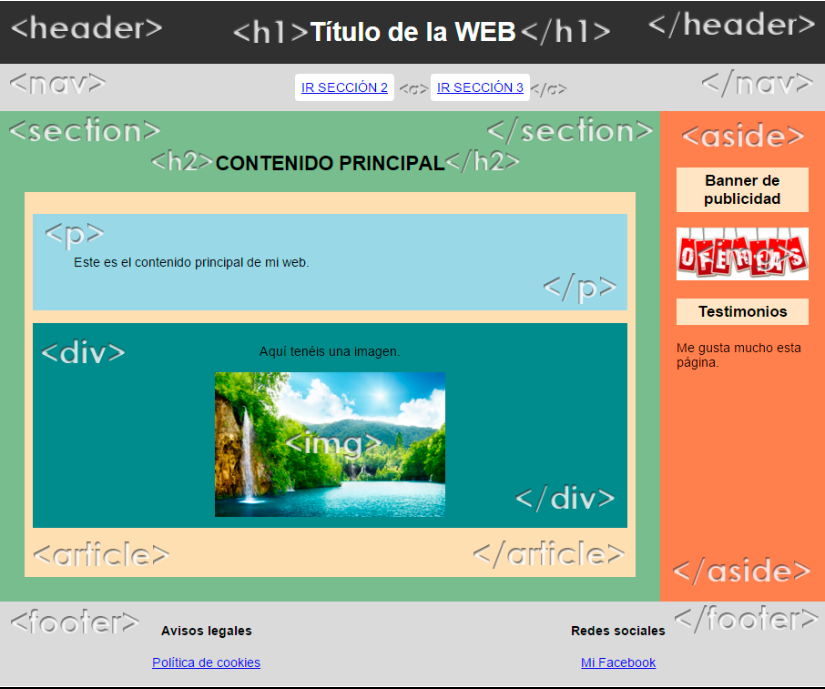 <header> <h1>Título de la WEB</h1> </header>
<nav> IR SECCIÓN 2 <a> IR SECCIÓN 3 </a> </nav>
<section> </section>
<h2>CONTENIDO PRINCIPAL</h2>
<p>
Este es el contenido principal de mi web.
</p>
<div>
Aquí tenéis una imagen.
<img>
</div>
<article> </article>
<aside>
Banner de
publicidad
OFERTAS
<img>
Testimonios
Me gusta mucho esta
página.
</aside>
<footer> </footer>
Avisos legales
Política de cookies
Redes sociales
Mi Facebook